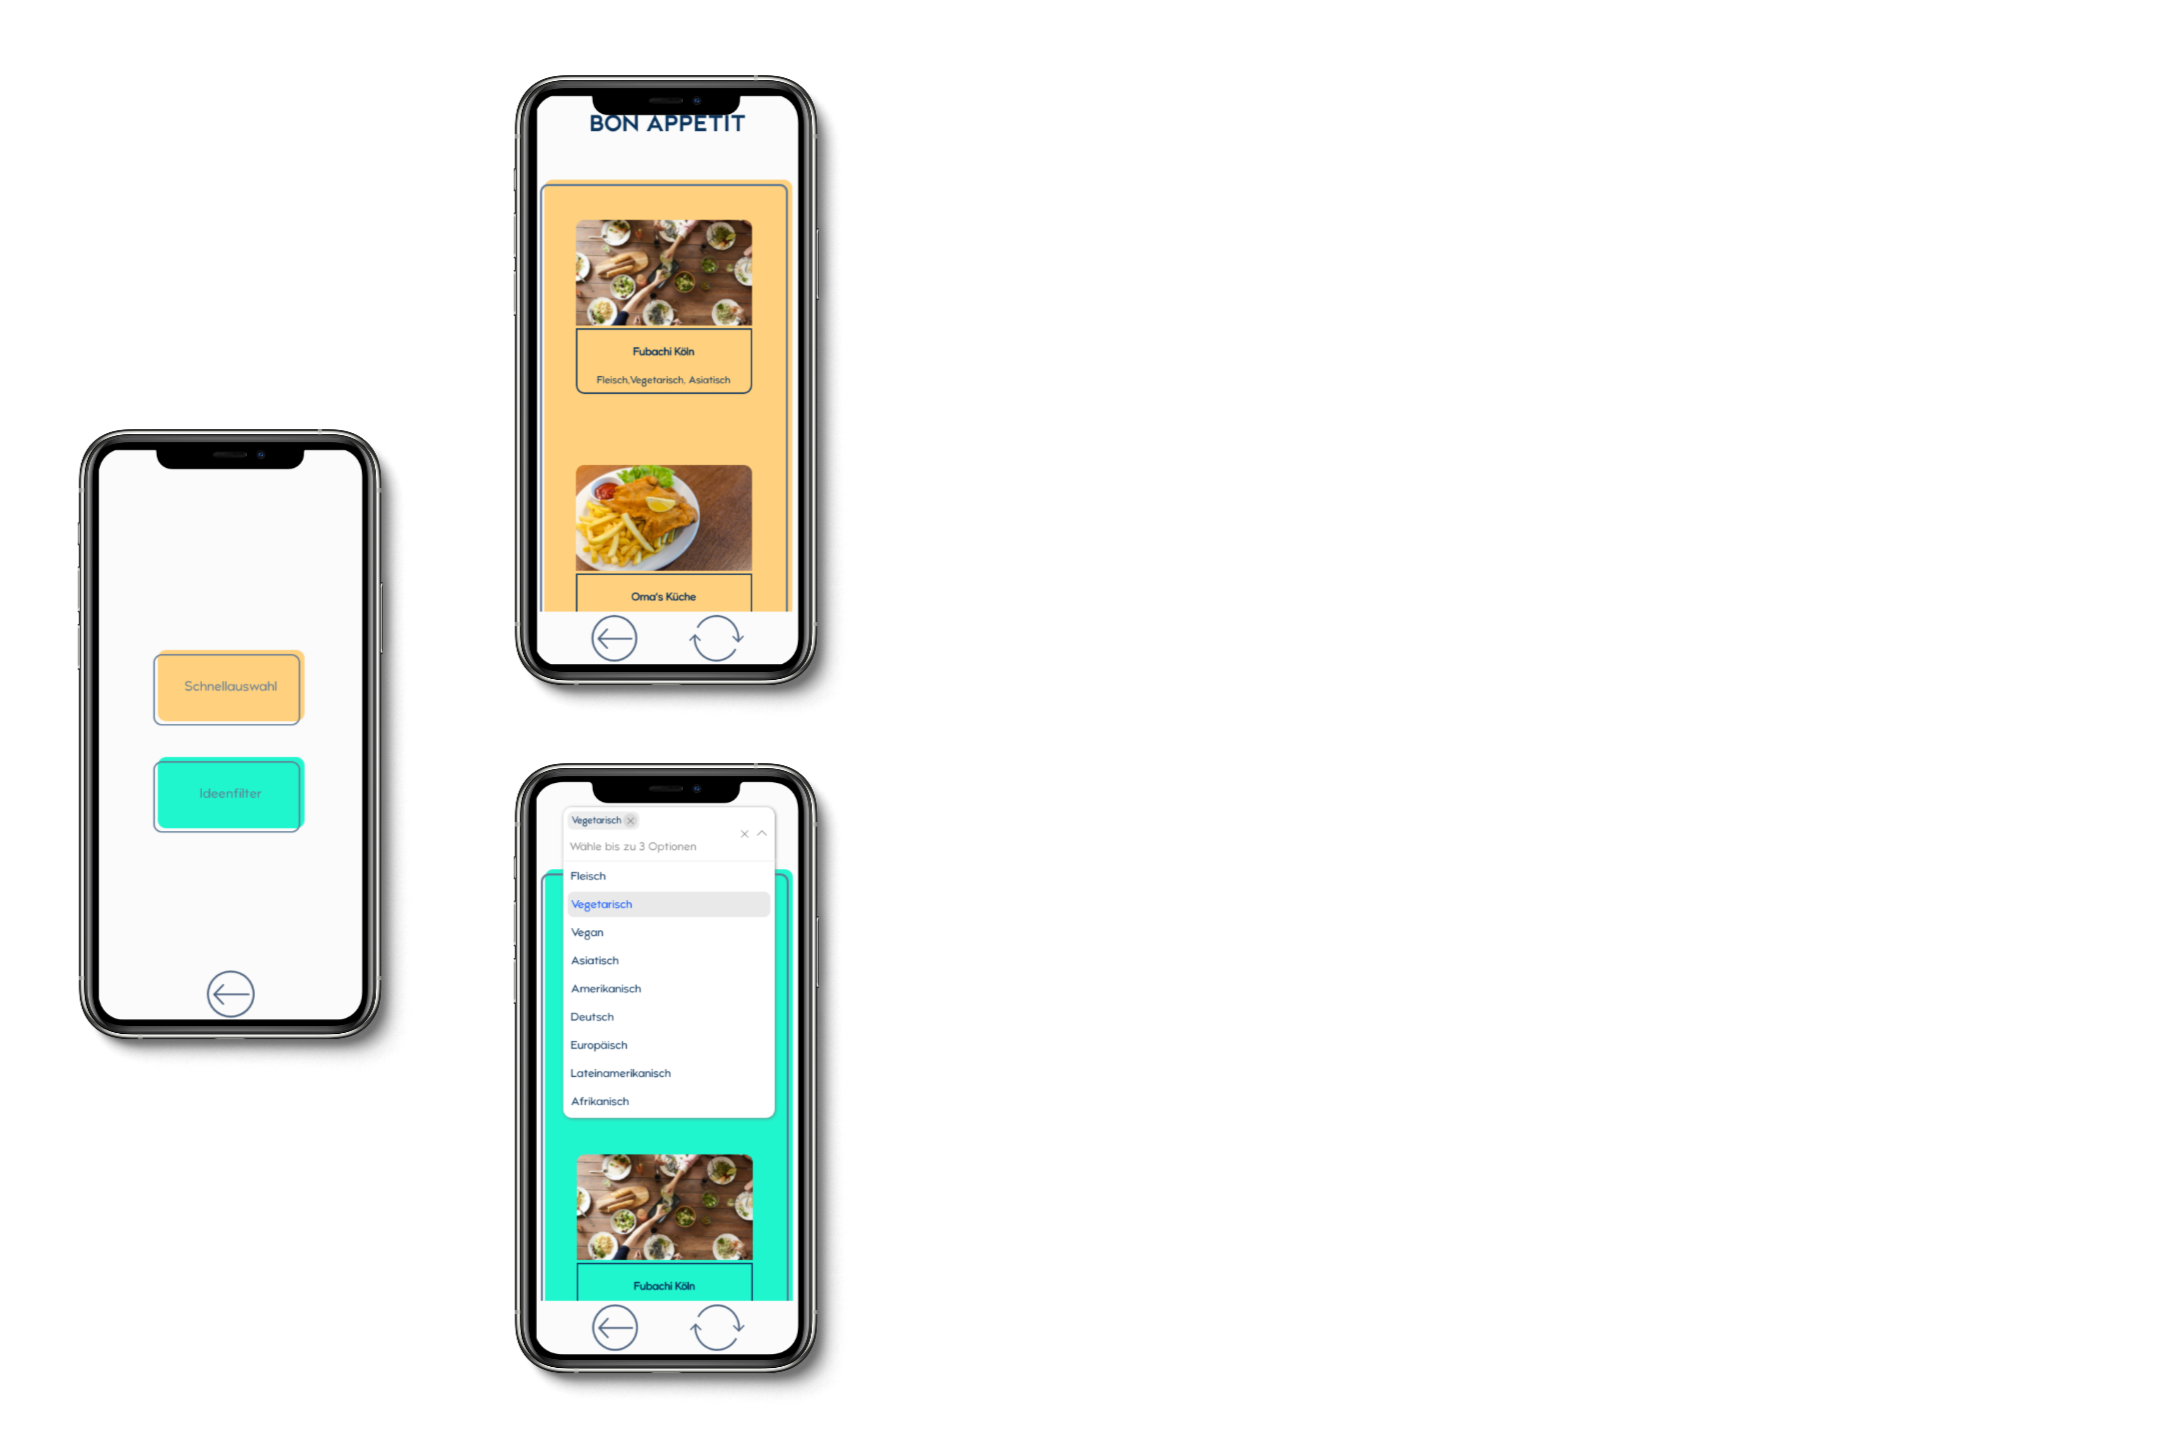 Schnellauswahl
Ideenfilter
BON APPETIT
Fubachi Köln
Fleisch,Vegetarisch, Asiatisch
Oma's Küche
Vegetarisch
Wähle bis zu 3 Optionen
Fleisch
Vegetarisch
Vegan
Asiatisch
Amerikanisch
Deutsch
Europäisch
Lateinamerikanisch
Afrikanisch
Fubachi Köln